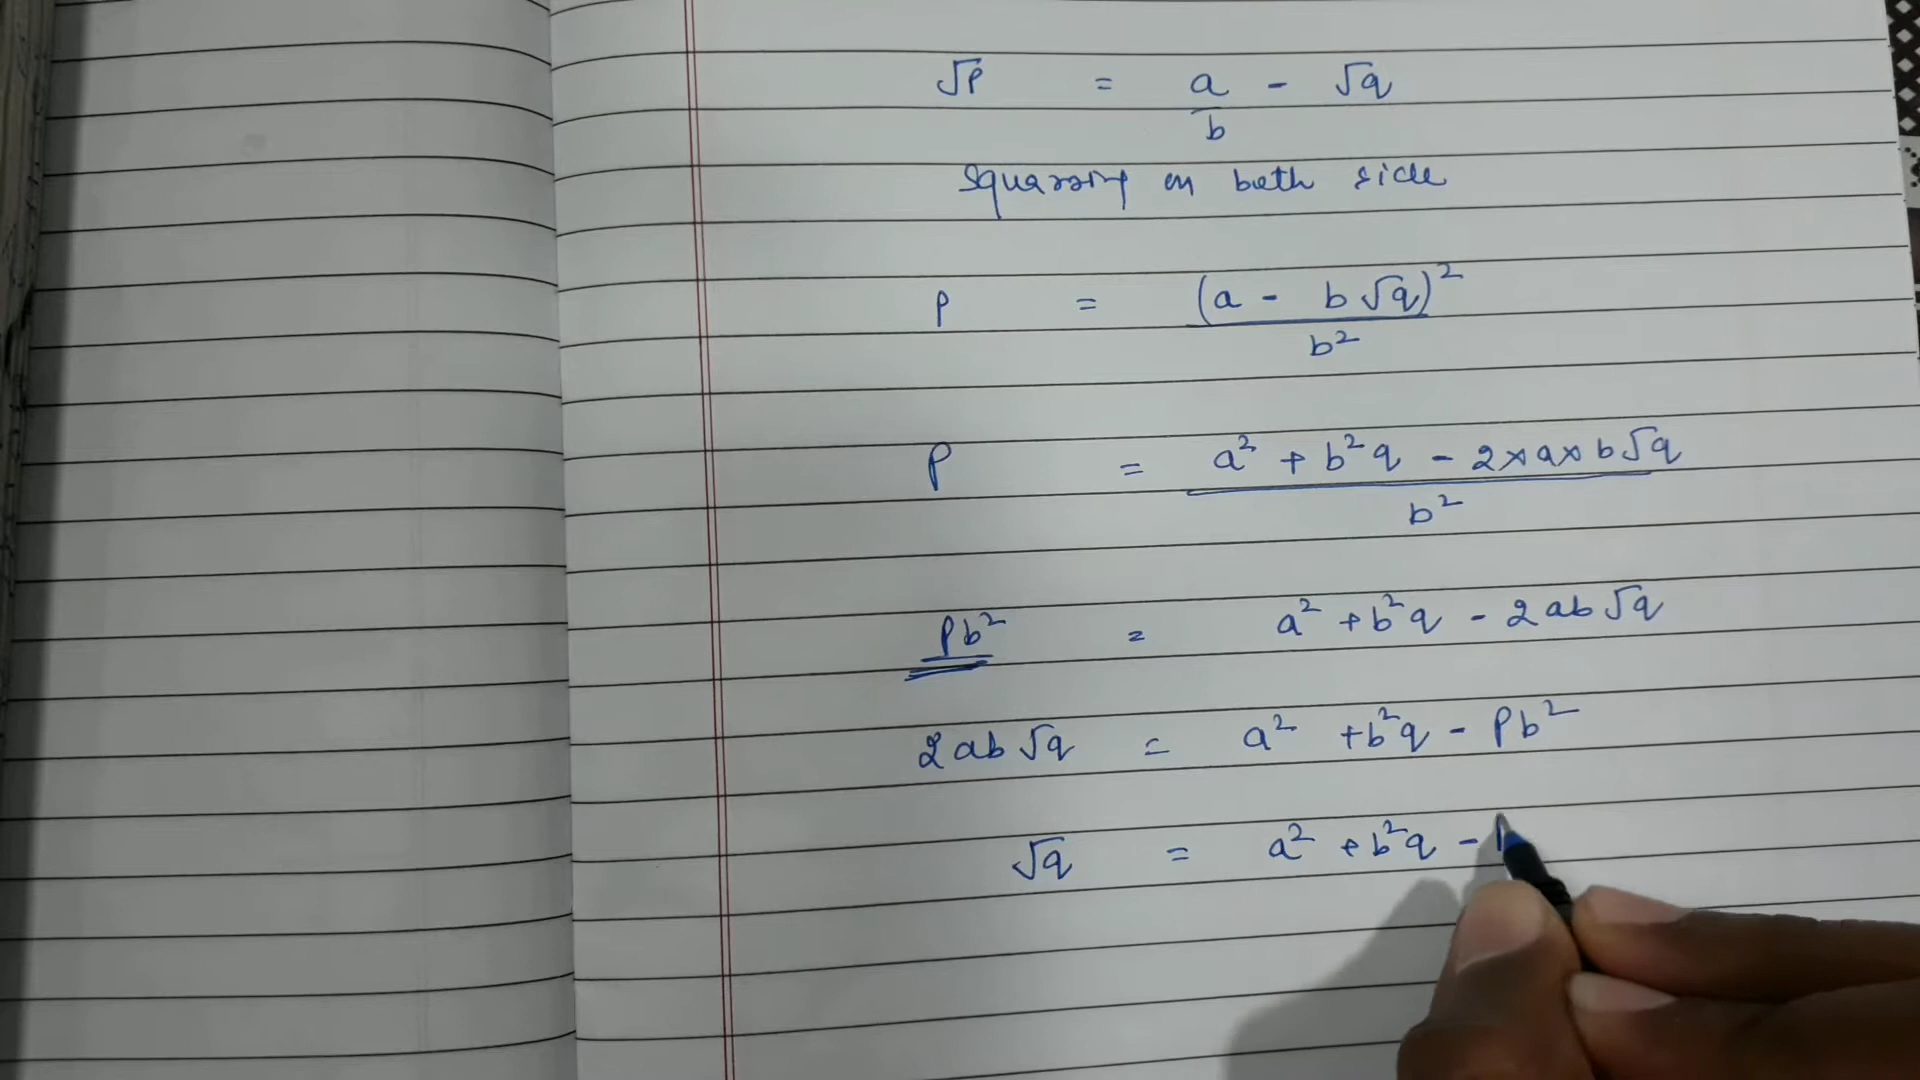 √p = a/b - √q
Squaring on both side
p = (a - b√q)²/b²
p = a² + b²q - 2×a×b√q/b²
pb² = a² + b²q - 2ab√q
2ab√q = a² + b²q - pb²
√q = a² + b²q -